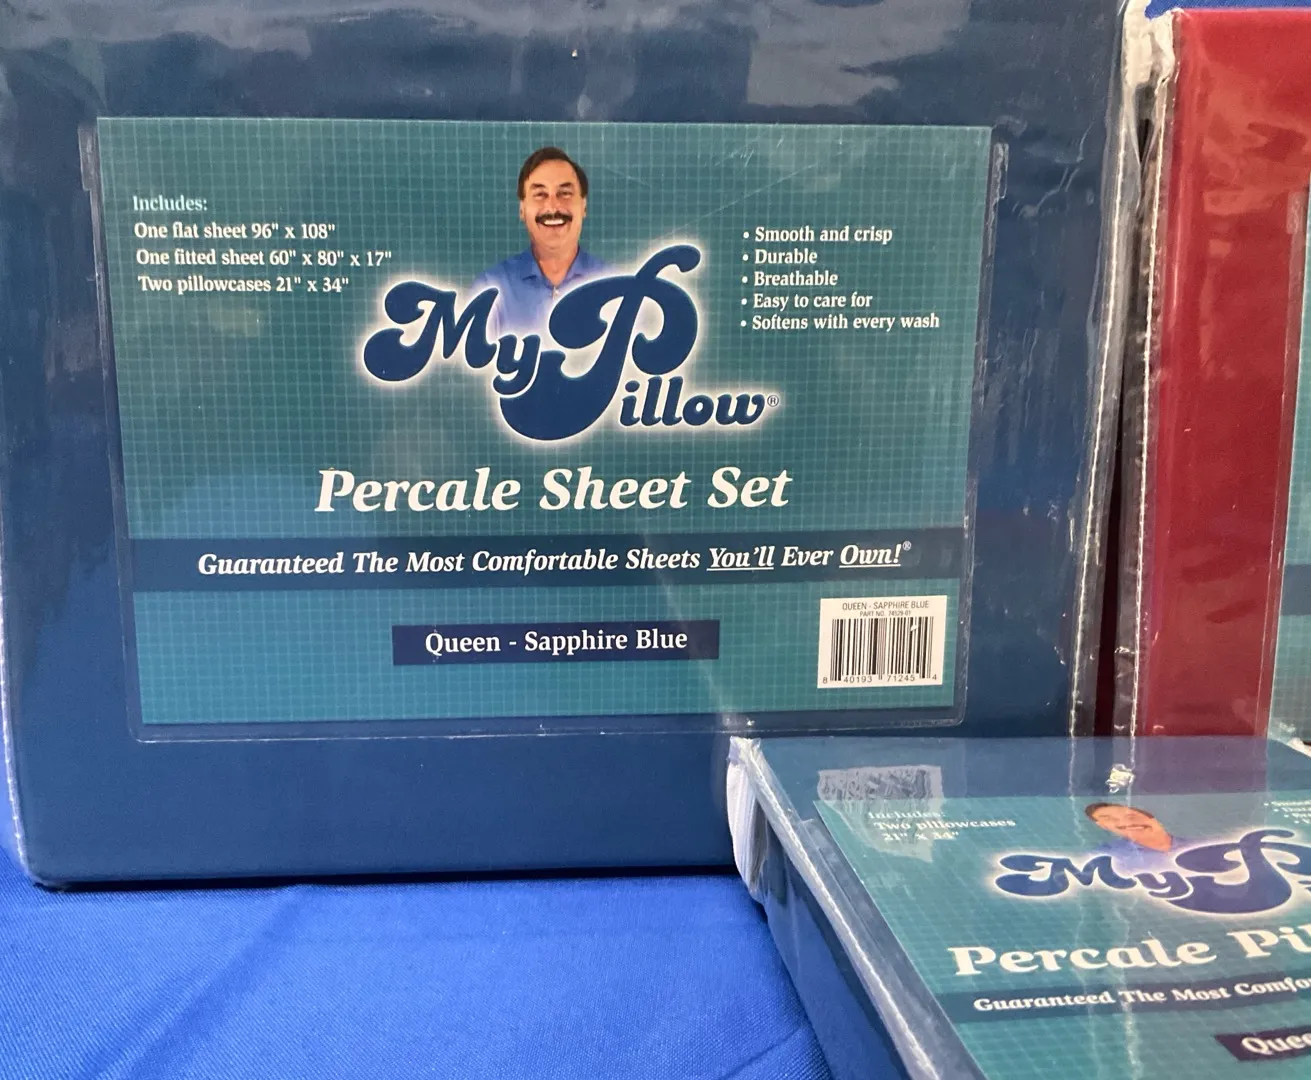 Includes:
One flat sheet 96" x 108"
One fitted sheet 60" x 80" x 17"
Two pillowcases 21" x 34"
• Smooth and crisp
• Durable
• Breathable
• Easy to care for
• Softens with every wash
MyPillow®
Percale Sheet Set
Guaranteed The Most Comfortable Sheets You'll Ever Own!®
Queen - Sapphire Blue
QUEEN - SAPPHIRE BLUE
8 40193 71245 4
Includes:
Two pillowcases
21" x 34"
My P
Percale Pi
Guaranteed The Most Comfo
Quee